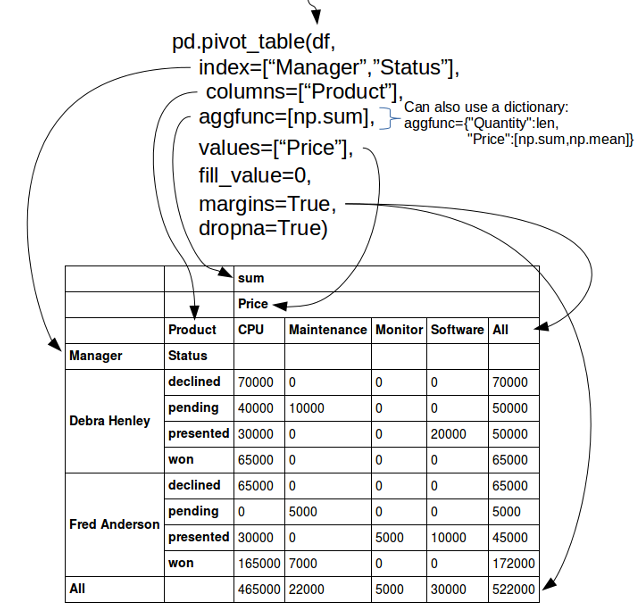 pd.pivot_table(df,
index=[“Manager”,”Status”],
columns=[“Product”],
aggfunc=[np.sum],
Can also use a dictionary:
aggfunc={"Quantity":len,
"Price":[np.sum,np.mean]}
values=[“Price”],
fill_value=0,
margins=True,
dropna=True)
sum
Price
Product CPU Maintenance Monitor Software All
Manager Status
Debra Henley
declined 70000 0 0 0 70000
pending 40000 10000 0 0 50000
presented 30000 0 0 20000 50000
won 65000 0 0 0 65000
Fred Anderson
declined 65000 0 0 0 65000
pending 0 5000 0 0 5000
presented 30000 0 5000 10000 45000
won 165000 7000 0 0 172000
All 465000 22000 5000 30000 522000